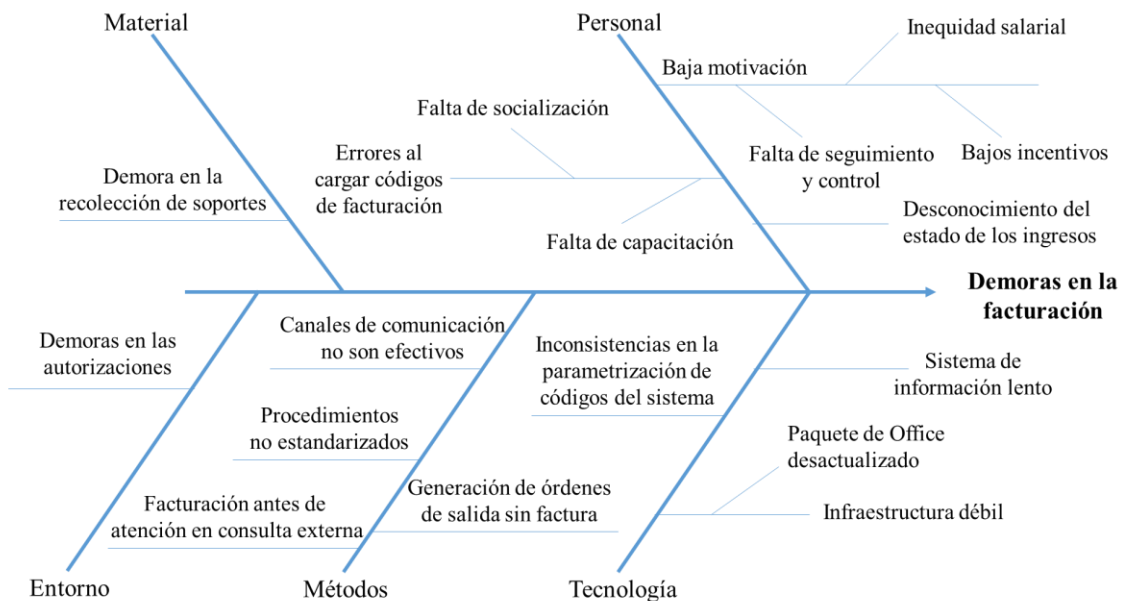 Material
Personal
Inequidad salarial
Baja motivación
Falta de socialización
Errores al
cargar códigos
de facturación
Falta de seguimiento
y control
Bajos incentivos
Demora en la
recolección de soportes
Falta de capacitación
Desconocimiento del
estado de los ingresos
Demoras en la
facturación
Demoras en las
autorizaciones
Canales de comunicación
no son efectivos
Inconsistencias en la
parametrización de
códigos del sistema
Sistema de
información lento
Procedimientos
no estandarizados
Paquete de Office
desactualizado
Facturación antes de
atención en consulta externa
Generación de órdenes
de salida sin factura
Infraestructura débil
Entorno
Métodos
Tecnología